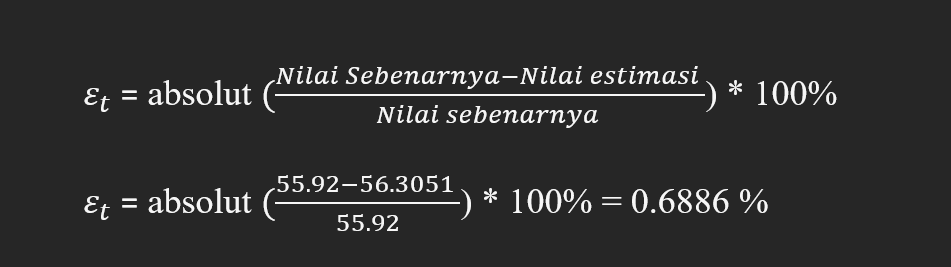 εt = absolut (Nilai Sebenarnya−Nilai estimasi / Nilai sebenarnya) * 100%
εt = absolut (55.92−56.3051 / 55.92) * 100% = 0.6886 %